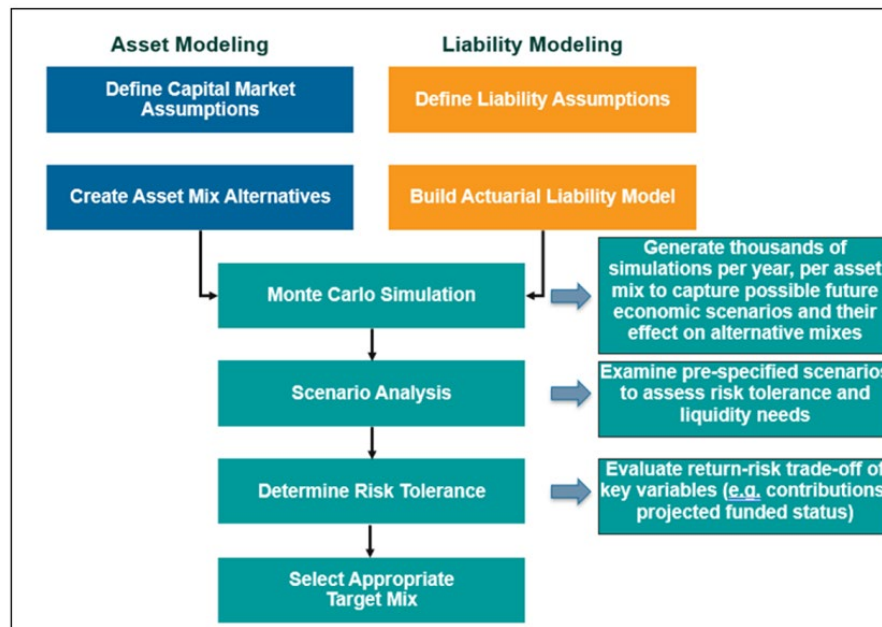 Asset Modeling
Liability Modeling
Define Capital Market
Assumptions
Define Liability Assumptions
Create Asset Mix Alternatives
Build Actuarial Liability Model
Monte Carlo Simulation
Generate thousands of
simulations per year, per asset
mix to capture possible future
economic scenarios and their
effect on alternative mixes
Scenario Analysis
Examine pre-specified scenarios
to assess risk tolerance and
liquidity needs
Determine Risk Tolerance
Evaluate return-risk trade-off of
key variables (e.g. contributions
projected funded status)
Select Appropriate
Target Mix